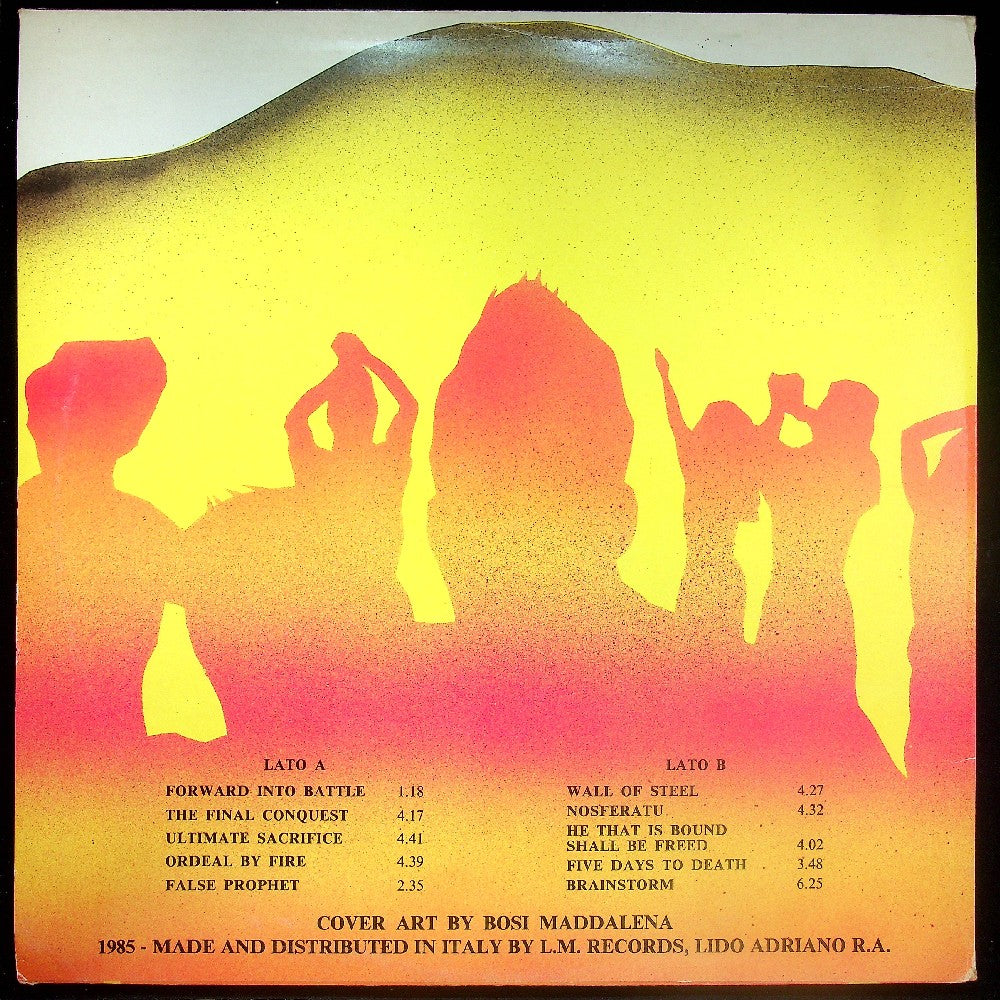 LATO A
FORWARD INTO BATTLE 1.18
THE FINAL CONQUEST 4.17
ULTIMATE SACRIFICE 4.41
ORDEAL BY FIRE 4.39
FALSE PROPHET 2.35
LATO B
WALL OF STEEL 4.27
NOSFERATU 4.32
HE THAT IS BOUND
SHALL BE FREED 4.02
FIVE DAYS TO DEATH 3.48
BRAINSTORM 6.25
COVER ART BY BOSI MADDALENA
1985 - MADE AND DISTRIBUTED IN ITALY BY L.M. RECORDS, LIDO ADRIANO R.A.